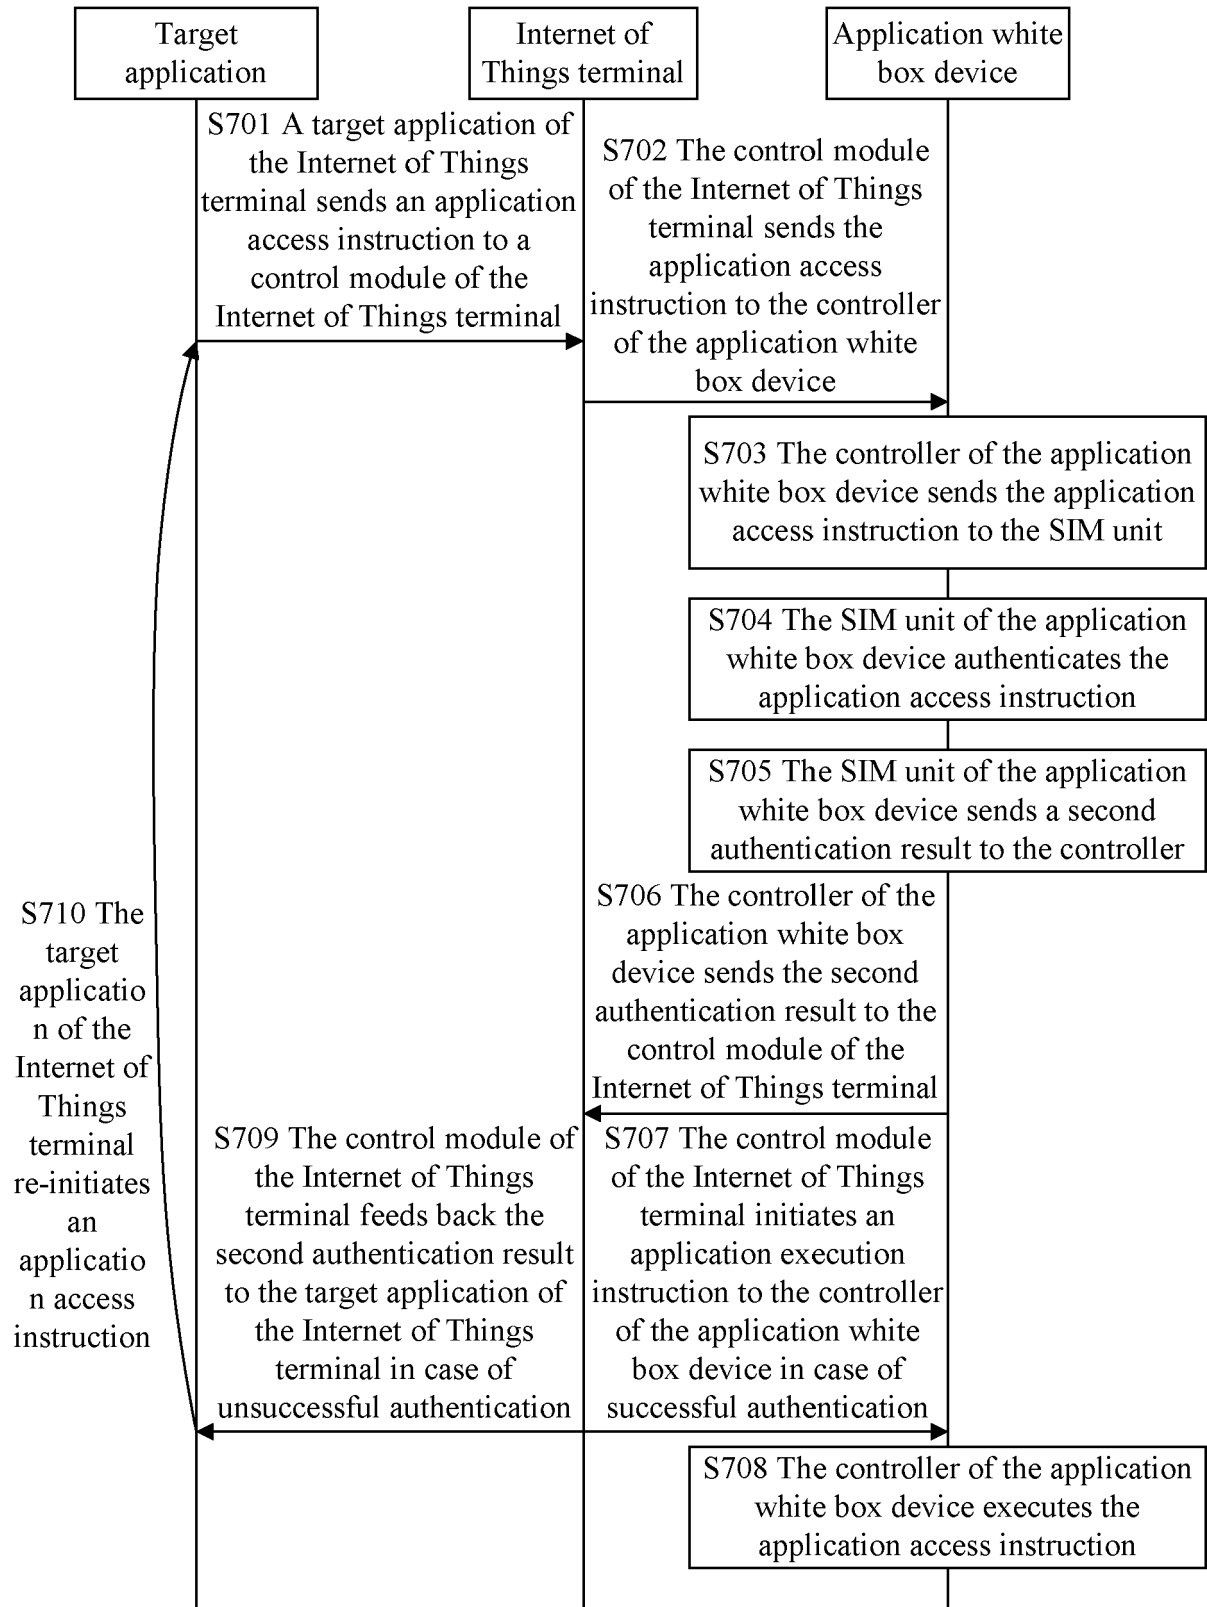 Target
application
Internet of
Things terminal
Application white
box device
S701 A target application of
the Internet of Things
terminal sends an application
access instruction to a
control module of the
Internet of Things terminal
S702 The control module
of the Internet of Things
terminal sends the
application access
instruction to the controller
of the application white
box device
S703 The controller of the application
white box device sends the application
access instruction to the SIM unit
S704 The SIM unit of the application
white box device authenticates the
application access instruction
S705 The SIM unit of the application
white box device sends a second
authentication result to the controller
S706 The controller of the
application white box
device sends the second
authentication result to the
control module of the
Internet of Things terminal
S707 The control module
of the Internet of Things
terminal initiates an
application execution
instruction to the controller
of the application white
box device in case of
successful authentication
S708 The controller of the application
white box device executes the
application access instruction
S709 The control module of
the Internet of Things
terminal feeds back the
second authentication result
to the target application of
the Internet of Things
terminal in case of
unsuccessful authentication
S710 The
target
applicatio
n of the
Internet of
Things
terminal
re-initiates
an
applicatio
n access
instruction